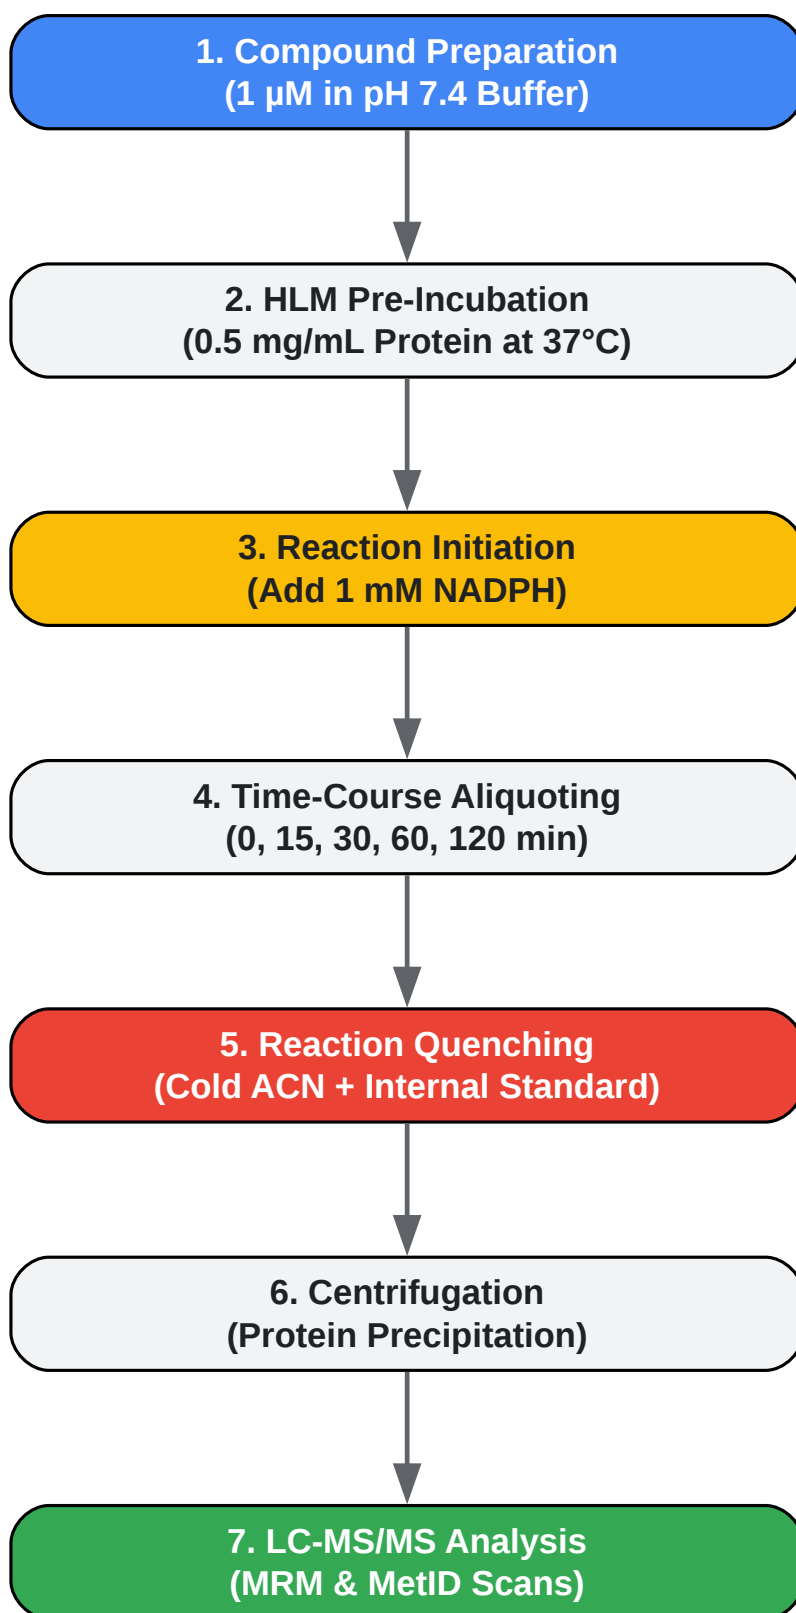 1. Compound Preparation
(1 µM in pH 7.4 Buffer)
2. HLM Pre-Incubation
(0.5 mg/mL Protein at 37°C)
3. Reaction Initiation
(Add 1 mM NADPH)
4. Time-Course Aliquoting
(0, 15, 30, 60, 120 min)
5. Reaction Quenching
(Cold ACN + Internal Standard)
6. Centrifugation
(Protein Precipitation)
7. LC-MS/MS Analysis
(MRM & MetID Scans)